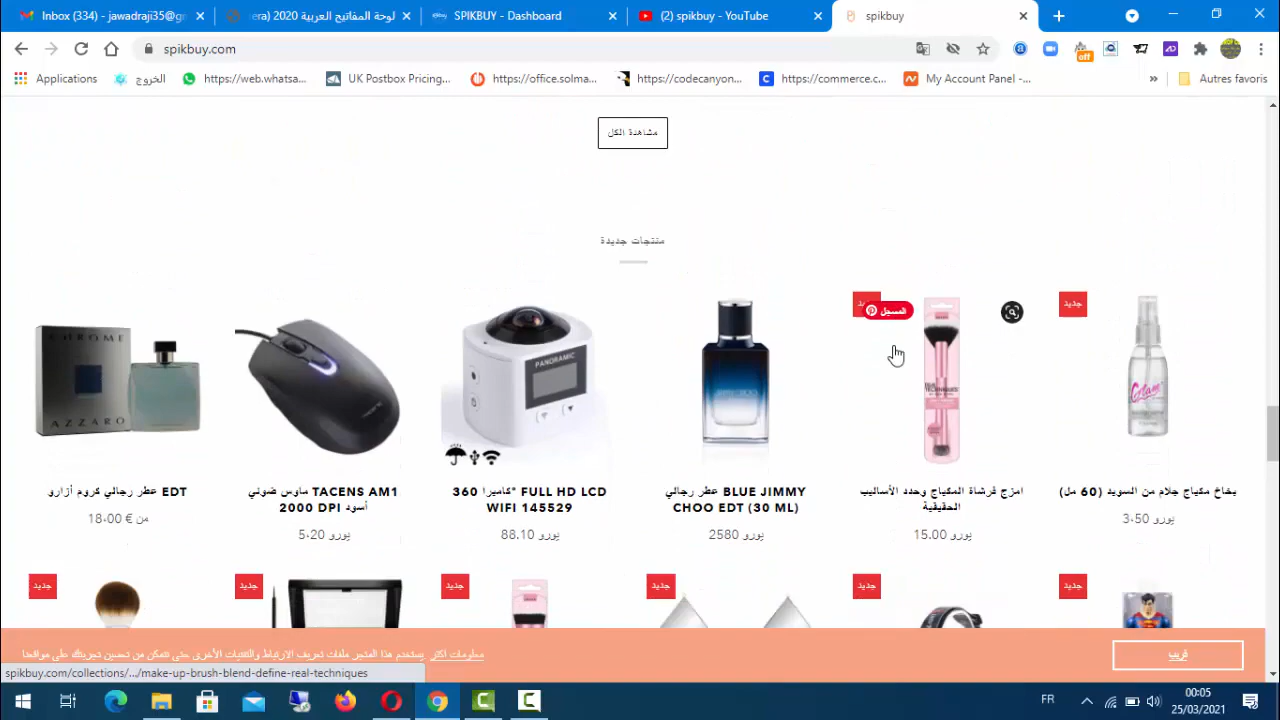 Inbox (334) - jawadraji35@g
لوحة المفاتيح العربية 2020 (era
SPIKBUY - Dashboard
(2) spikbuy - YouTube
spikbuy
spikbuy.com
off
Applications
الخروج
https://web.whatsa...
UK Postbox Pricing...
https://office.solma...
https://codecanyon...
https://commerce.c...
My Account Panel -...
»
Autres favoris
مشاهدة الكل
منتجات جديدة
جديد
المسجل
جديد
CHROME
AZZARO
PANORAMIC
Glam
EDT عطر رجالي كروم أزارو
من € 18.00
TACENS AM1 ماوس ضوئي
أسود 2000 DPI
يورو 5.20
360 كاميرا" FULL HD LCD
WIFI 145529
يورو 88.10
BLUE JIMMY عطر رجالي
CHOO EDT (30 ML)
يورو 2580
امزج فرشاة المكياج وحدد الأساليب
الحقيقية
يورو 15.00
بخاخ مكياج جلام من السويد (60 مل)
يورو 3.50
جديد
جديد
جديد
جديد
جديد
جديد
يستخدم هذا المتجر ملفات تعريف الارتباط والتقنيات الأخرى حتى نتمكن من تحسين تجربتك على مواقعنا معلومات اكثر
قريب
spikbuy.com/collections/.../make-up-brush-blend-define-real-techniques
FR
00:05
25/03/2021